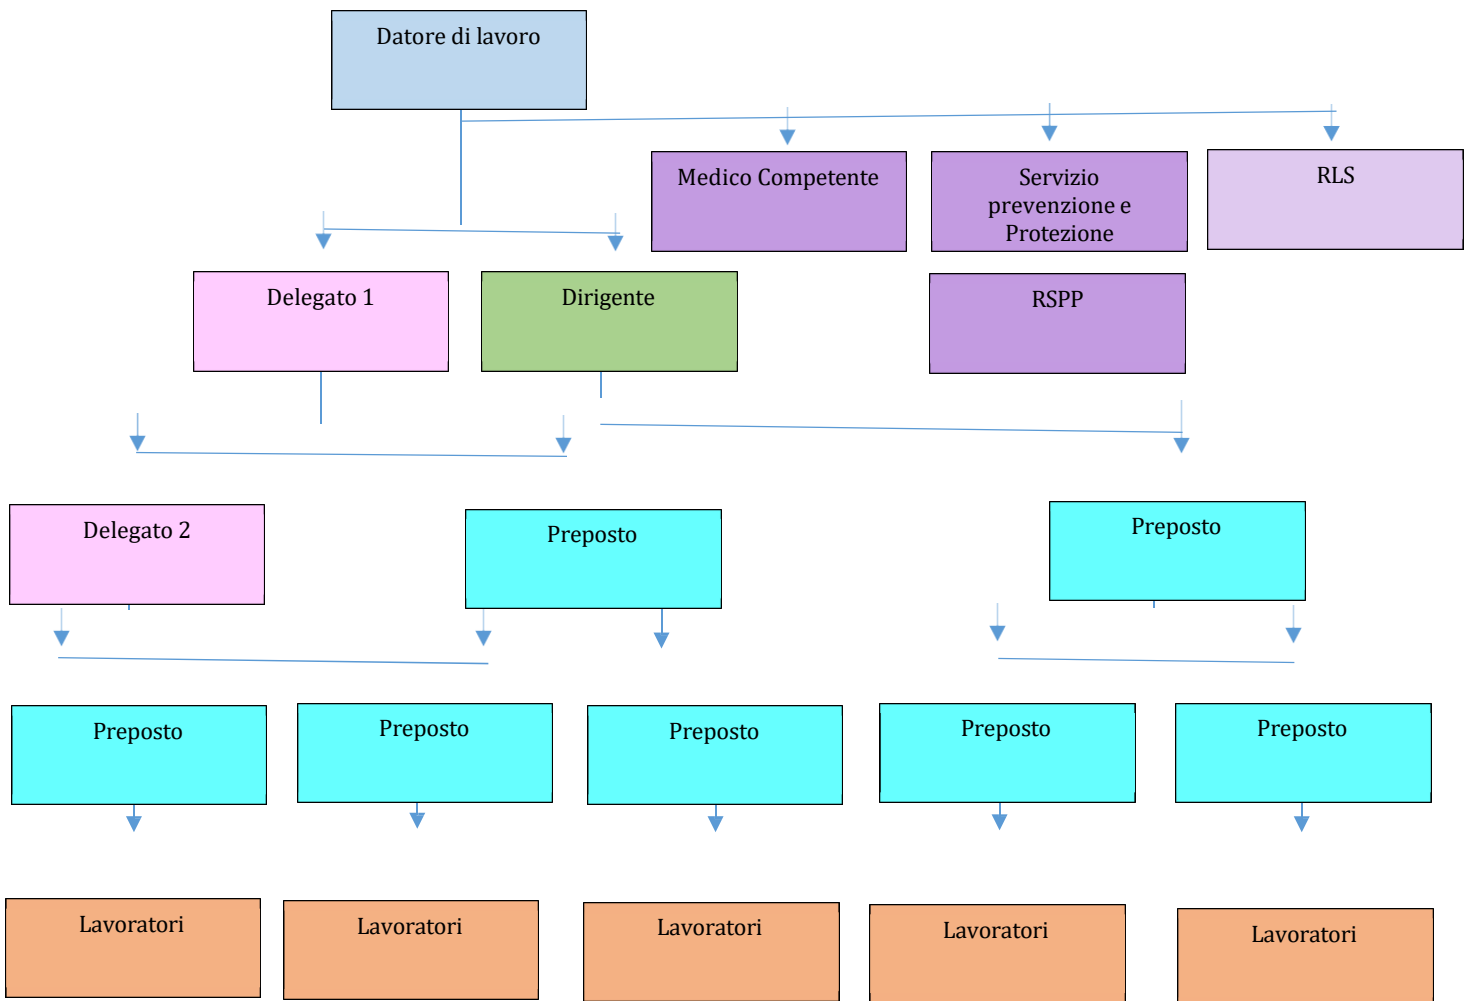 Datore di lavoro
Medico Competente
Servizio
prevenzione e
Protezione
RLS
Delegato 1
Dirigente
RSPP
Delegato 2
Preposto
Preposto
Preposto
Preposto
Preposto
Preposto
Preposto
Lavoratori
Lavoratori
Lavoratori
Lavoratori
Lavoratori